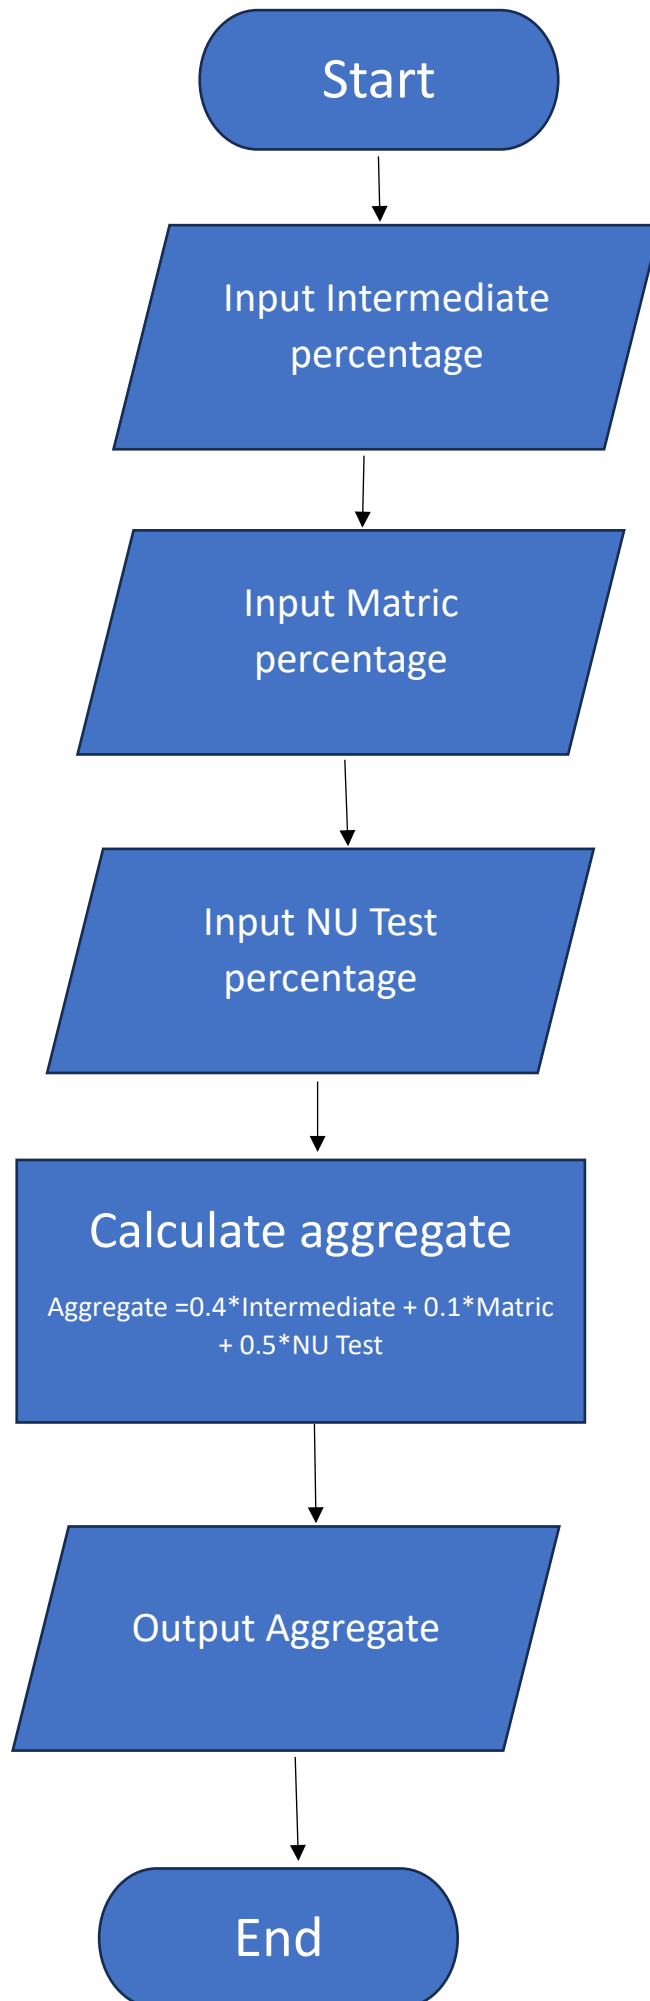 Start
Input Intermediate
percentage
Input Matric
percentage
Input NU Test
percentage
Calculate aggregate
Aggregate =0.4*Intermediate + 0.1*Matric
+ 0.5*NU Test
Output Aggregate
End